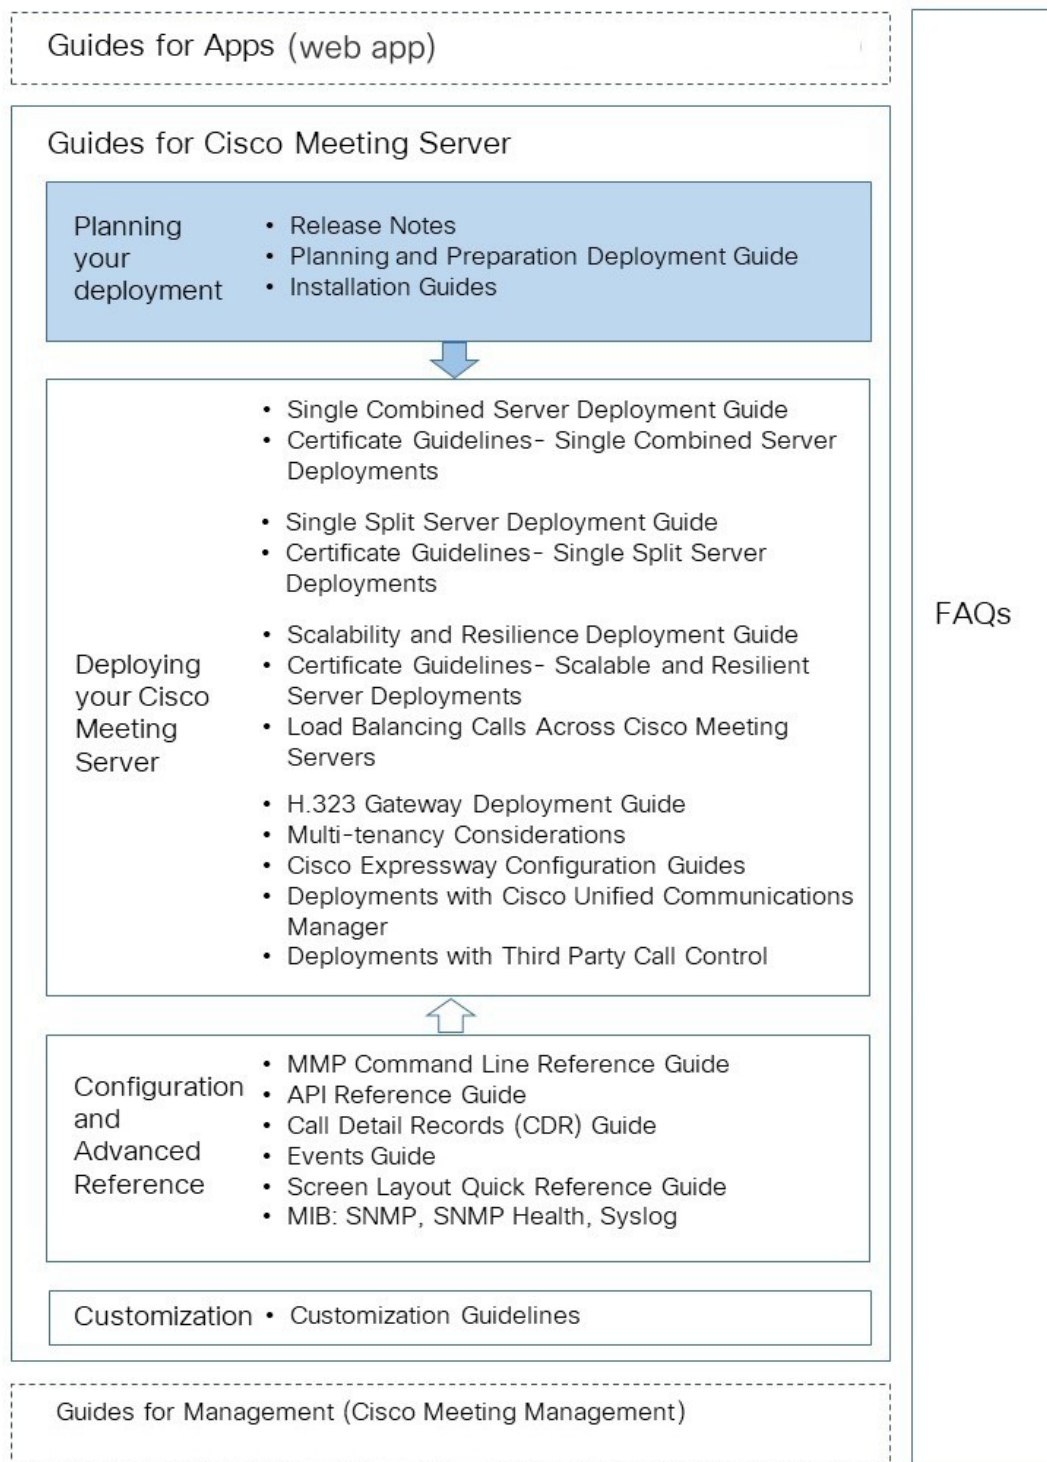 Guides for Apps (web app)
Guides for Cisco Meeting Server
Planning
your
deployment
• Release Notes
• Planning and Preparation Deployment Guide
• Installation Guides
Deploying
your Cisco
Meeting
Server
• Single Combined Server Deployment Guide
• Certificate Guidelines- Single Combined Server
Deployments
• Single Split Server Deployment Guide
• Certificate Guidelines- Single Split Server
Deployments
• Scalability and Resilience Deployment Guide
• Certificate Guidelines- Scalable and Resilient
Server Deployments
• Load Balancing Calls Across Cisco Meeting
Servers
• H.323 Gateway Deployment Guide
• Multi-tenancy Considerations
• Cisco Expressway Configuration Guides
• Deployments with Cisco Unified Communications
Manager
• Deployments with Third Party Call Control
Configuration
and
Advanced
Reference
• MMP Command Line Reference Guide
• API Reference Guide
• Call Detail Records (CDR) Guide
• Events Guide
• Screen Layout Quick Reference Guide
• MIB: SNMP, SNMP Health, Syslog
Customization • Customization Guidelines
Guides for Management (Cisco Meeting Management)
FAQs